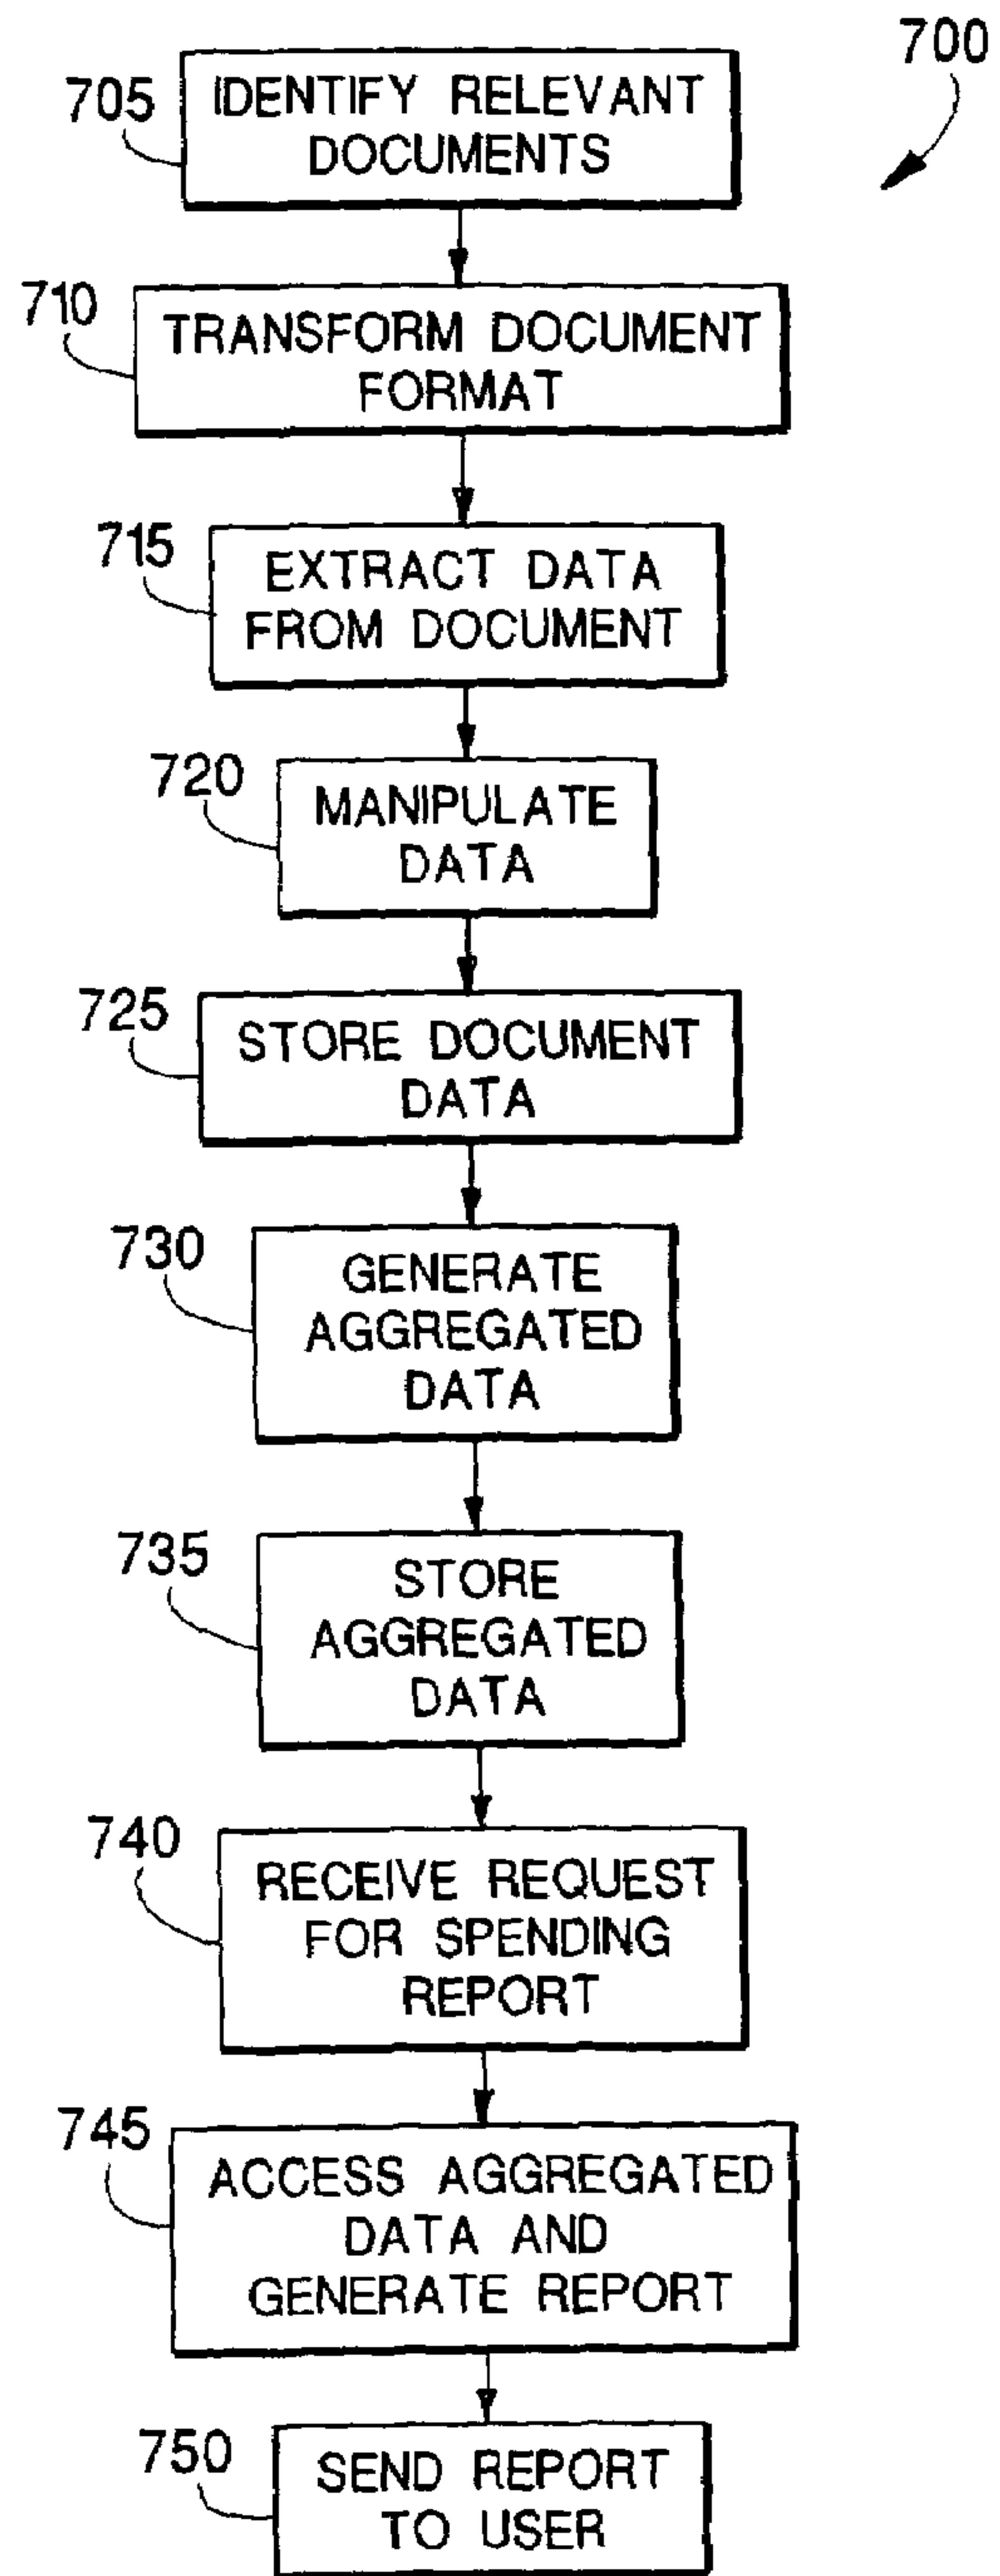 700
705
IDENTIFY RELEVANT
DOCUMENTS
710
TRANSFORM DOCUMENT
FORMAT
715
EXTRACT DATA
FROM DOCUMENT
720
MANIPULATE
DATA
725
STORE DOCUMENT
DATA
730
GENERATE
AGGREGATED
DATA
735
STORE
AGGREGATED
DATA
740
RECEIVE REQUEST
FOR SPENDING
REPORT
745
ACCESS AGGREGATED
DATA AND
GENERATE REPORT
750
SEND REPORT
TO USER